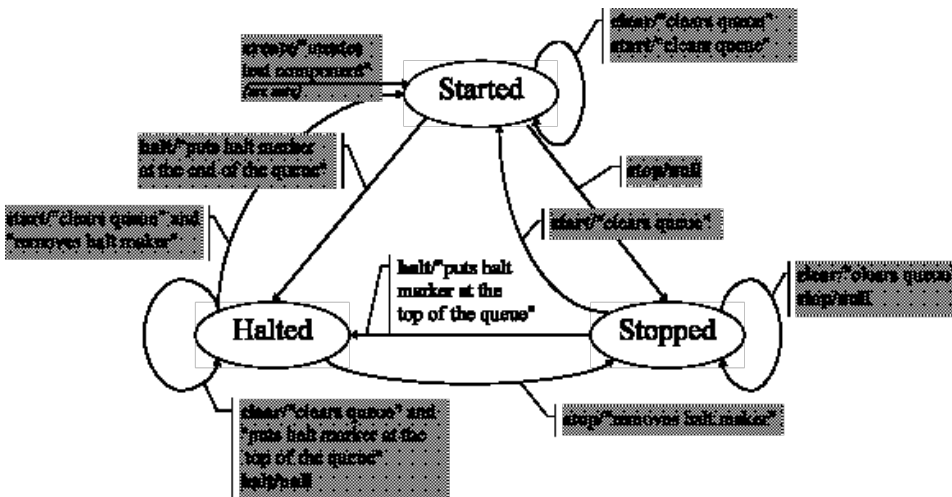 create/"creates
test component"
clear/"clears queue"
start/"clears queue"
Started
halt/"puts halt marker
at the end of the queue"
stop/null
start/"clears queue" and
"removes halt maker"
start/"clears queue"
halt/"puts halt
marker at the
top of the queue"
clear/"clears queue
stop/null
Halted
Stopped
clear/"clears queue" and
"puts halt marker at the
top of the queue"
halt/null
stop/"removes halt maker"